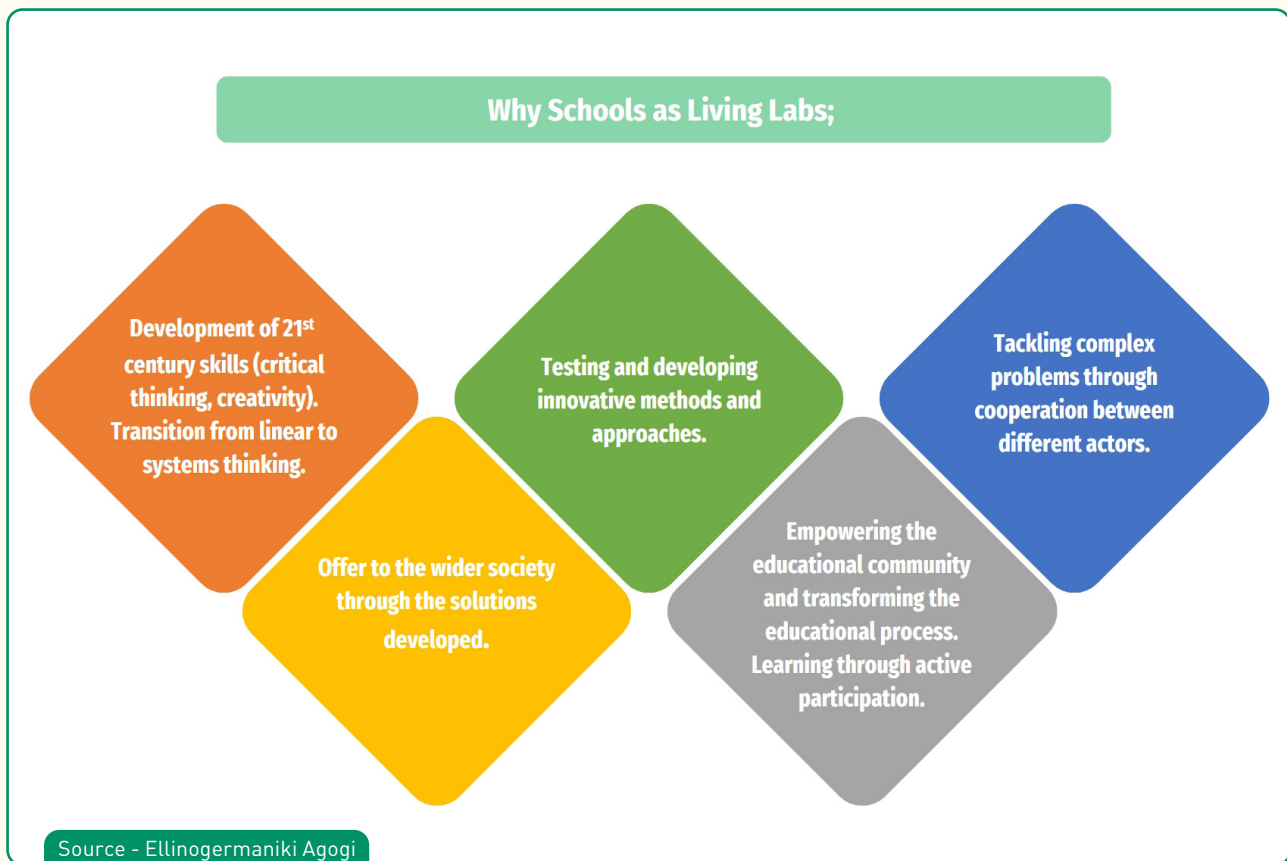 Why Schools as Living Labs;
Development of 21st
century skills (critical
thinking, creativity).
Transition from linear to
systems thinking.
Offer to the wider society
through the solutions
developed.
Testing and developing
innovative methods and
approaches.
Empowering the
educational community
and transforming the
educational process.
Learning through active
participation.
Tackling complex
problems through
cooperation between
different actors.
Source - Ellinogermaniki Agogi